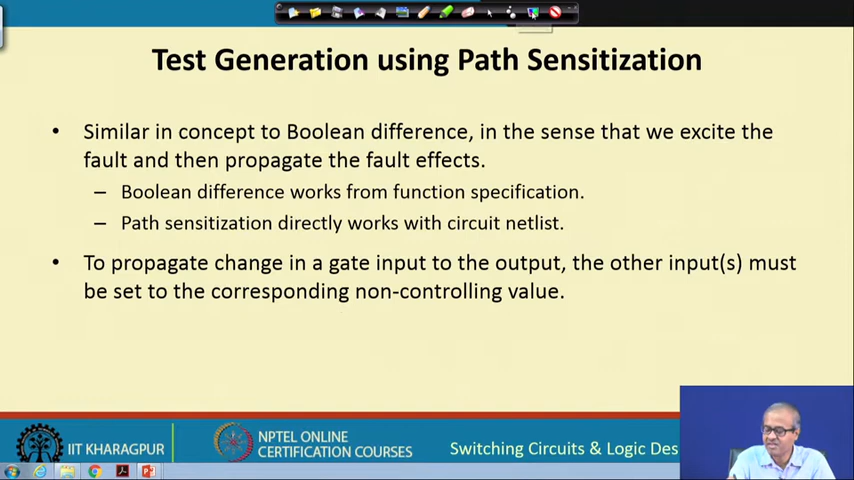 Test Generation using Path Sensitization
• Similar in concept to Boolean difference, in the sense that we excite the
fault and then propagate the fault effects.
– Boolean difference works from function specification.
– Path sensitization directly works with circuit netlist.
• To propagate change in a gate input to the output, the other input(s) must
be set to the corresponding non-controlling value.
IIT KHARAGPUR
NPTEL ONLINE
CERTIFICATION COURSES
Switching Circuits & Logic Des